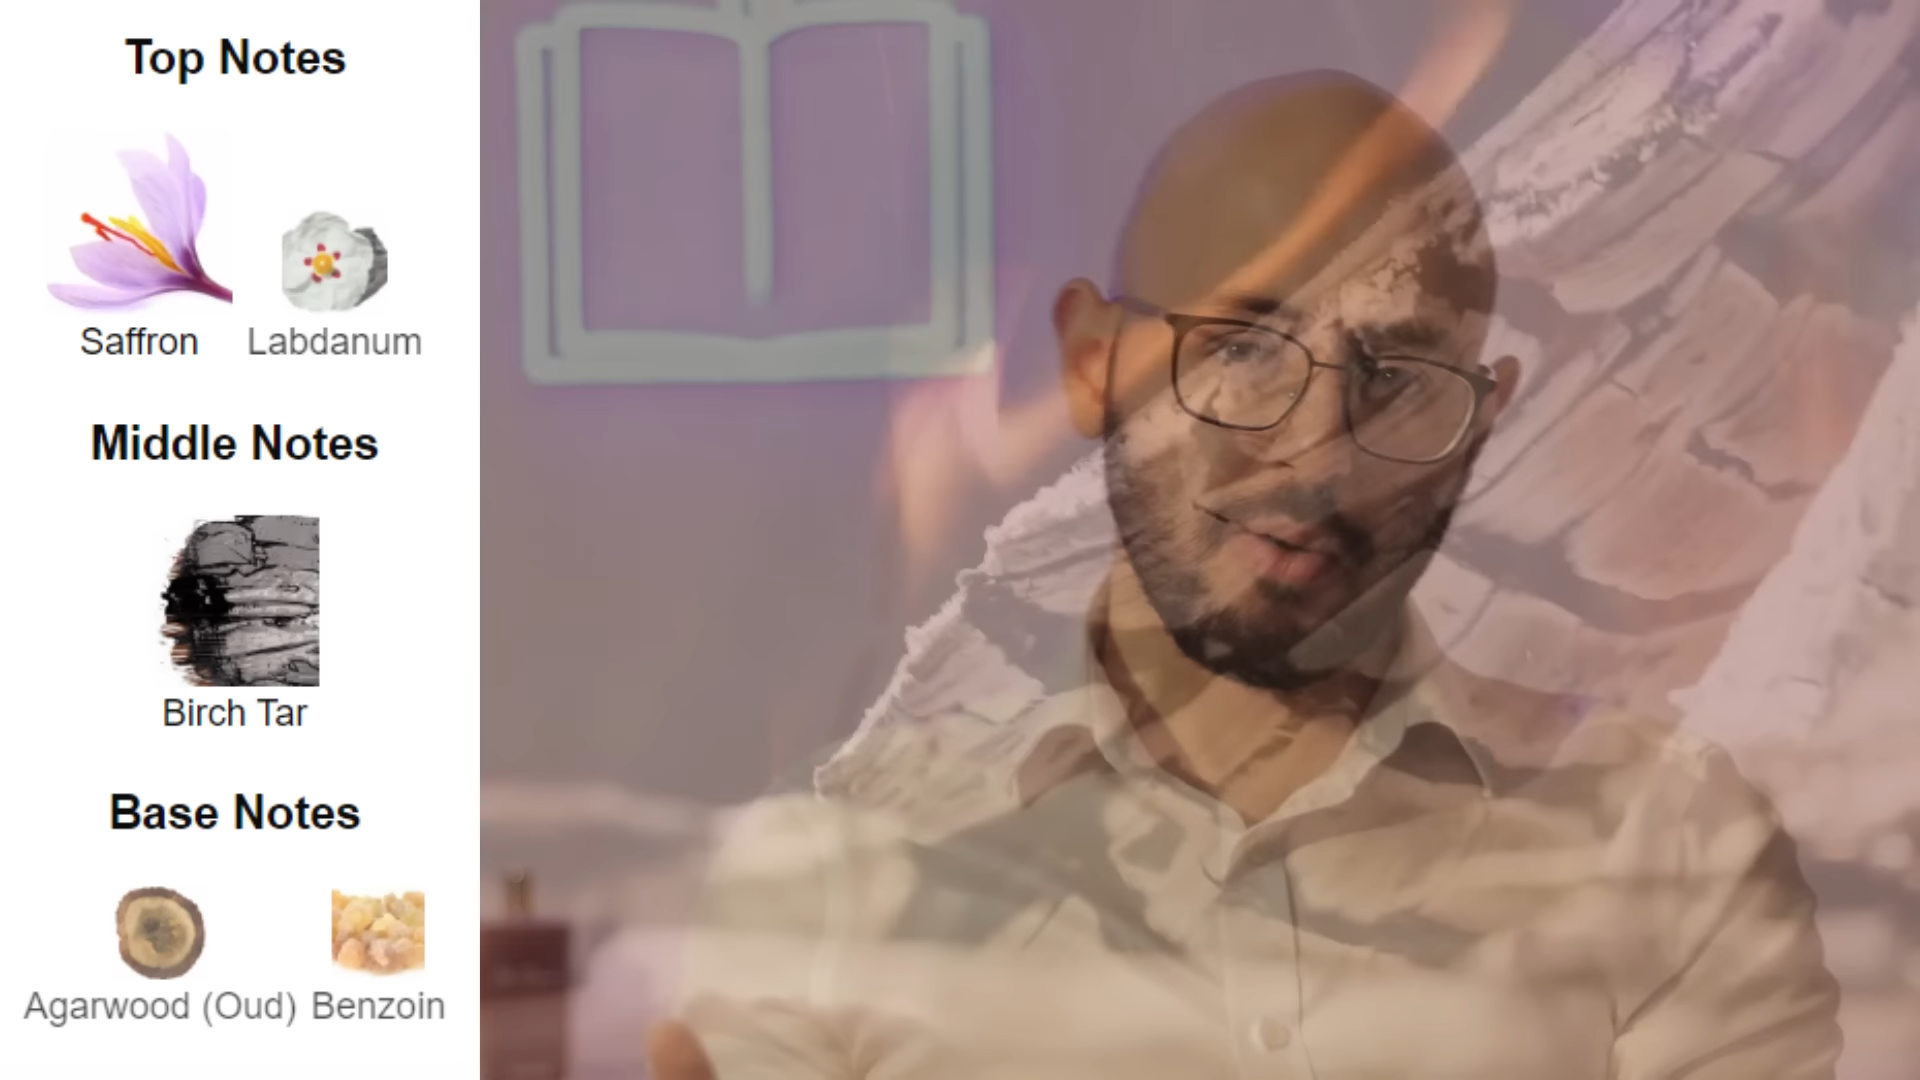 Top Notes
Saffron
Labdanum
Middle Notes
Birch Tar
Base Notes
Agarwood (Oud)
Benzoin